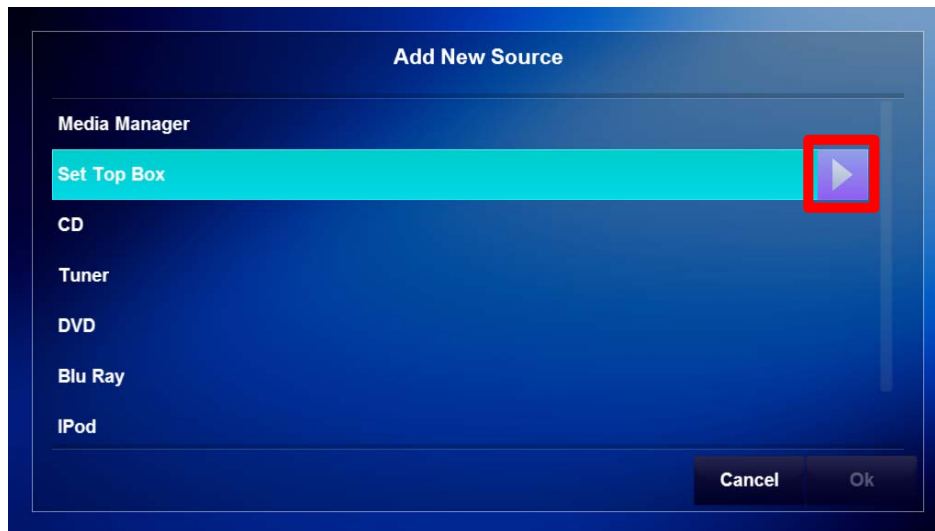 Add New Source
Media Manager
Set Top Box
CD
Tuner
DVD
Blu Ray
IPod
Cancel Ok